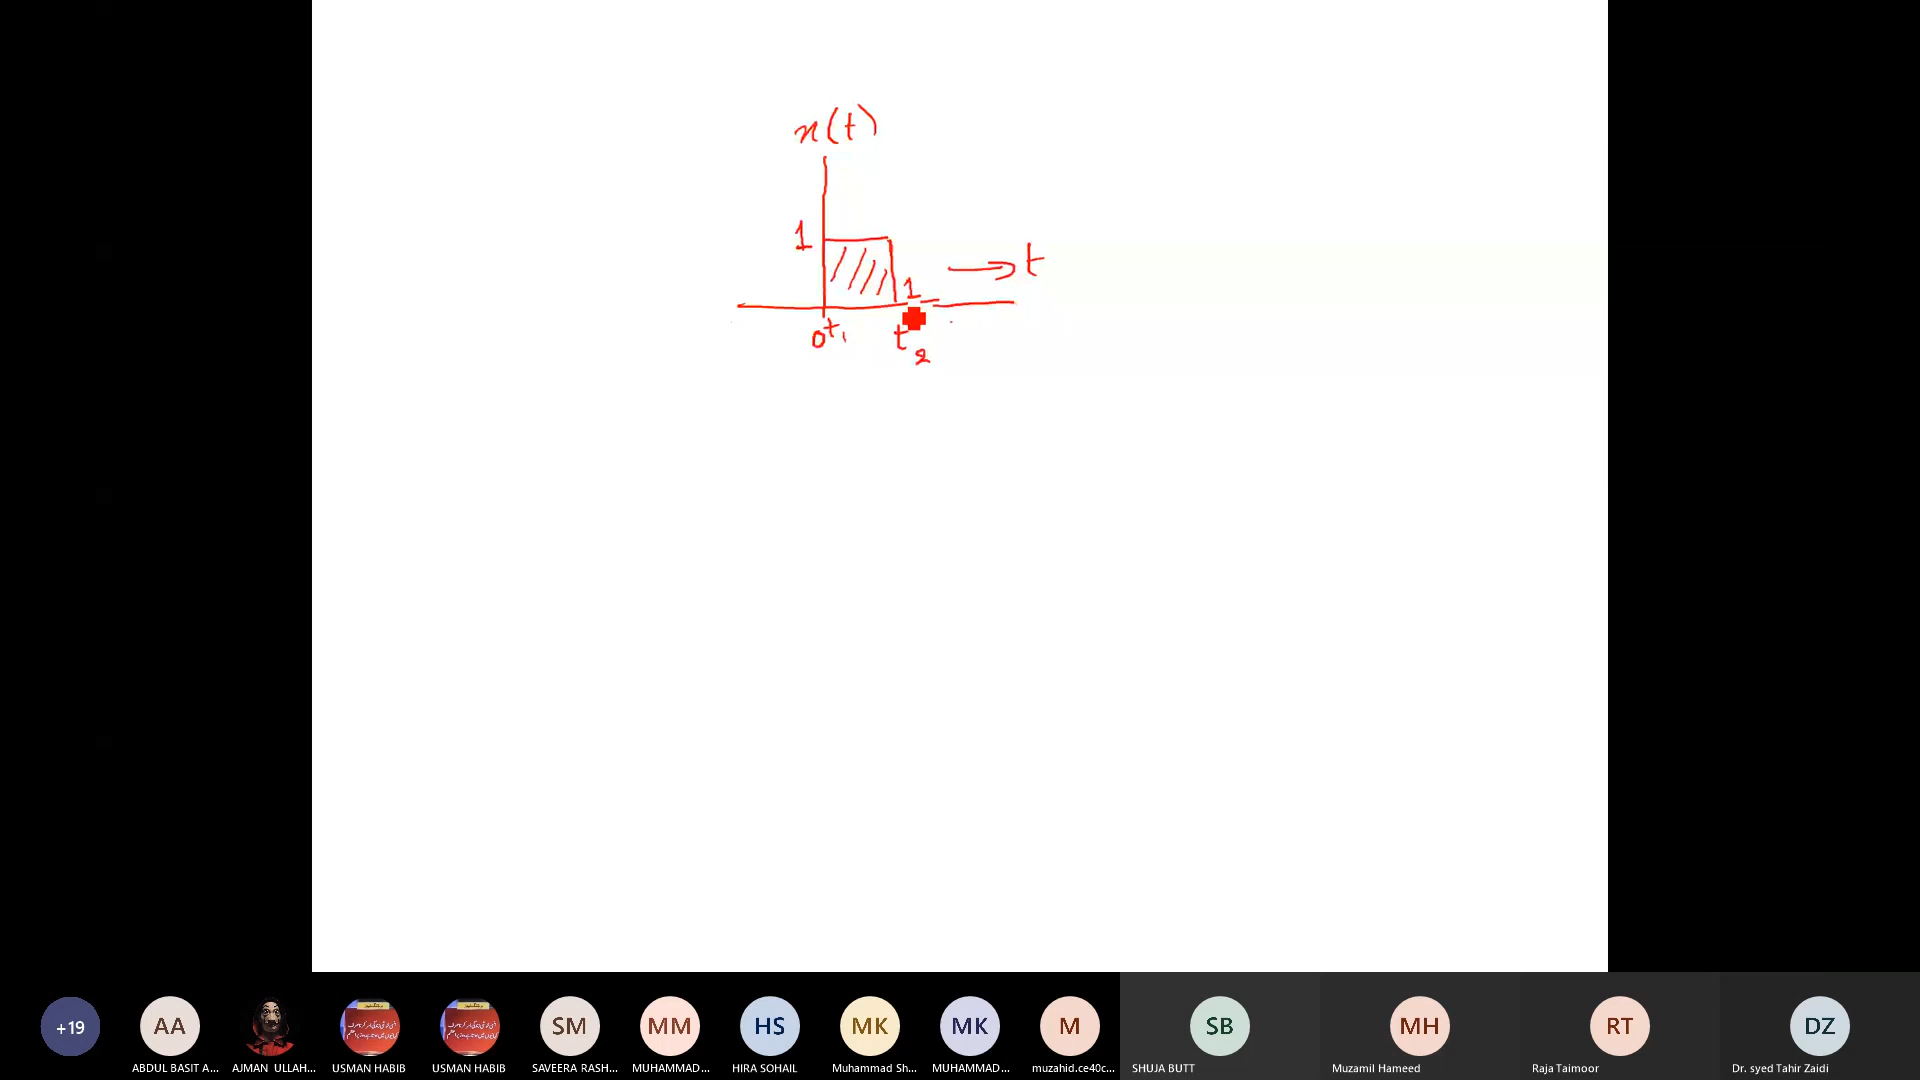 x(t)
1
t
1
0 t₁
t₂
+19
AA
SM
MM
HS
MK
MK
M
SB
MH
RT
DZ
ABDUL BASIT A...
AJMAN ULLAH...
USMAN HABIB
USMAN HABIB
SAVEERA RASH...
MUHAMMAD...
HIRA SOHAIL
Muhammad Sh...
MUHAMMAD...
muzahid.ce40c...
SHUJA BUTT
Muzamil Hameed
Raja Taimoor
Dr. syed Tahir Zaidi